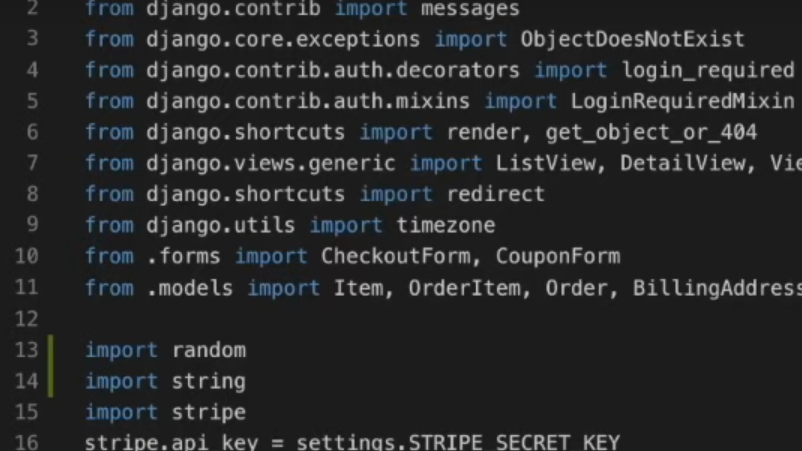 2 from django.contrib import messages
3 from django.core.exceptions import ObjectDoesNotExist
4 from django.contrib.auth.decorators import login_required
5 from django.contrib.auth.mixins import LoginRequiredMixin
6 from django.shortcuts import render, get_object_or_404
7 from django.views.generic import ListView, DetailView, Vie
8 from django.shortcuts import redirect
9 from django.utils import timezone
10 from .forms import CheckoutForm, CouponForm
11 from .models import Item, OrderItem, Order, BillingAddress
12
13 import random
14 import string
15 import stripe
16 stripe.api_key = settings.STRIPE_SECRET_KEY